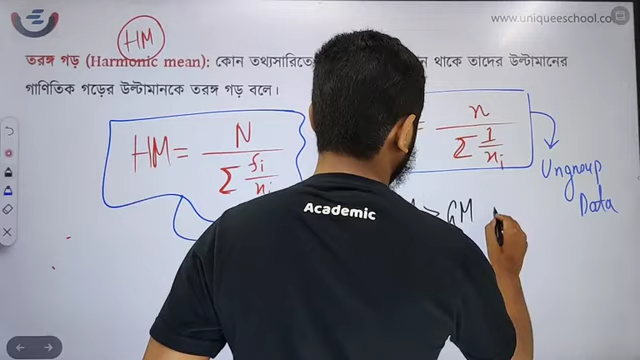 www.uniqueeschool.co
HM
তরঙ্গ গড় (Harmonic mean): কোন তথ্যসারিতে থাকে তাদের উল্টামানের
গাণিতিক গড়ের উল্টামানকে তরঙ্গ গড় বলে।
HM = N / Σ fi/xi
= n / Σ 1/xi
Ungroup
Data
> GM
Academic